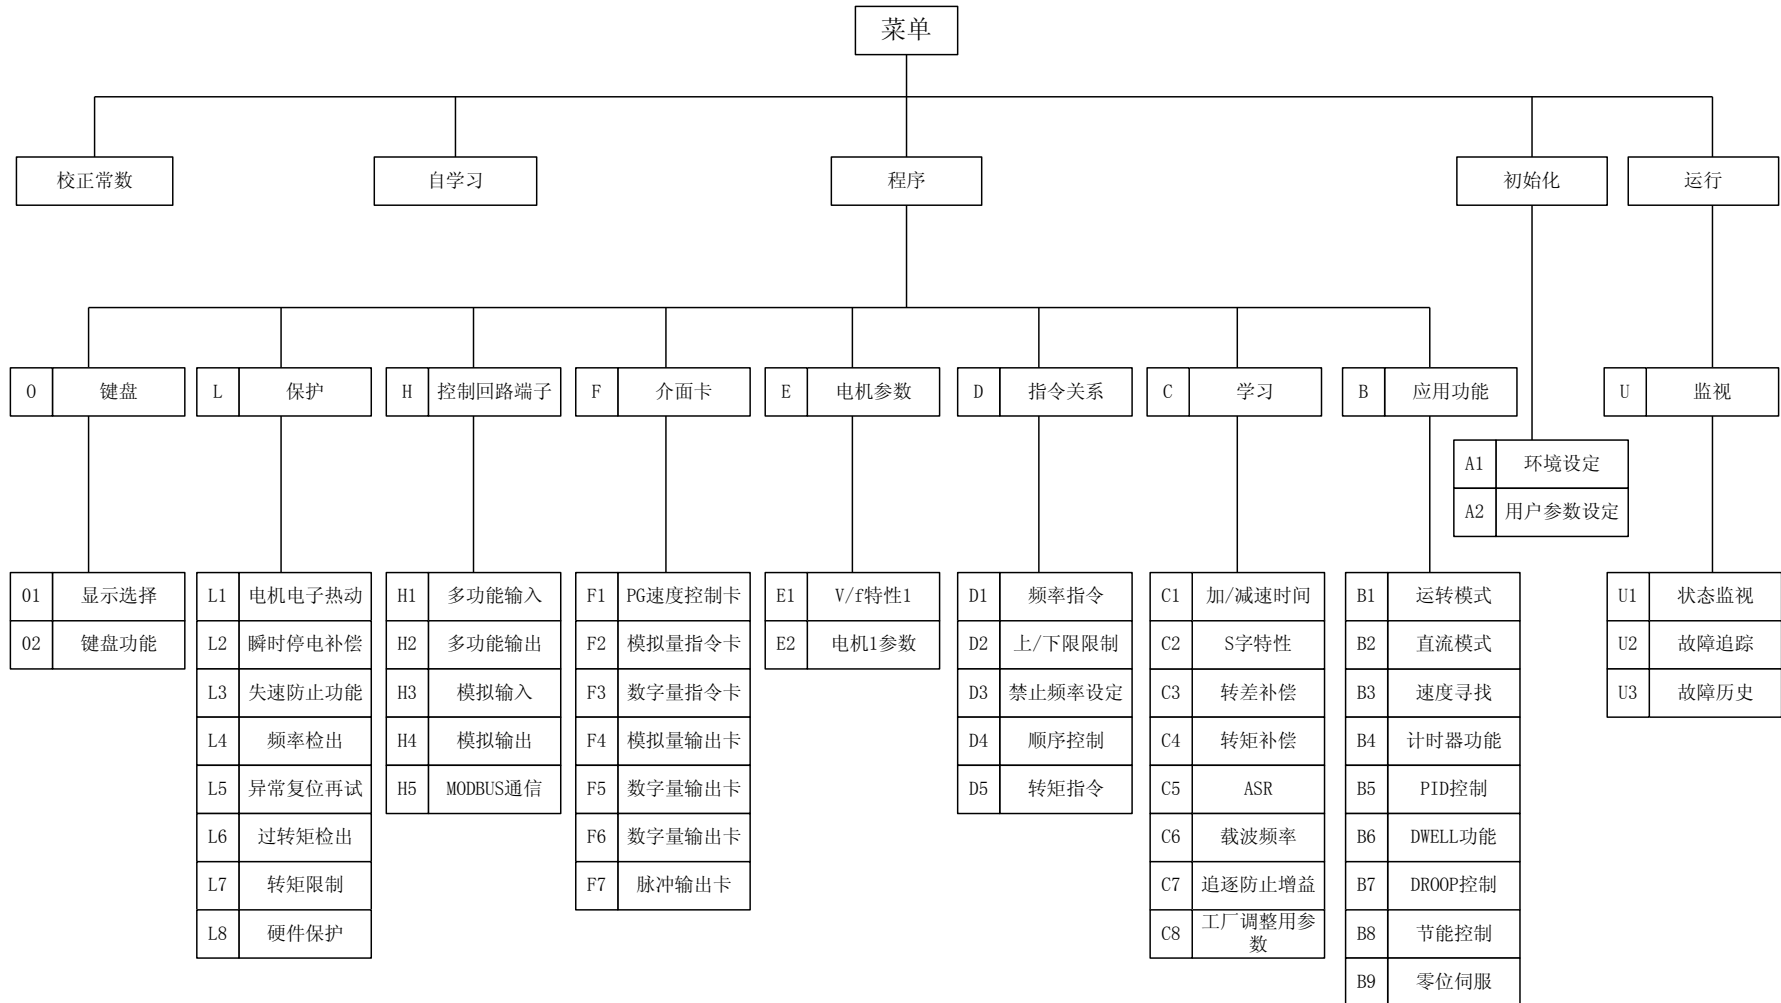 菜单
校正常数
自学习
程序
初始化
运行
O 键盘
L 保护
H 控制回路端子
F 介面卡
E 电机参数
D 指令关系
C 学习
B 应用功能
U 监视
A1 环境设定
A2 用户参数设定
O1 显示选择
O2 键盘功能
L1 电机电子热动
L2 瞬时停电补偿
L3 失速防止功能
L4 频率检出
L5 异常复位再试
L6 过转矩检出
L7 转矩限制
L8 硬件保护
H1 多功能输入
H2 多功能输出
H3 模拟输入
H4 模拟输出
H5 MODBUS通信
F1 PG速度控制卡
F2 模拟量指令卡
F3 数字量指令卡
F4 模拟量输出卡
F5 数字量输出卡
F6 数字量输出卡
F7 脉冲输出卡
E1 V/f特性1
E2 电机1参数
D1 频率指令
D2 上/下限限制
D3 禁止频率设定
D4 顺序控制
D5 转矩指令
C1 加/减速时间
C2 S字特性
C3 转差补偿
C4 转矩补偿
C5 ASR
C6 载波频率
C7 追逐防止增益
C8 工厂调整用参
数
B1 运转模式
B2 直流模式
B3 速度寻找
B4 计时器功能
B5 PID控制
B6 DWELL功能
B7 DROOP控制
B8 节能控制
B9 零位伺服
U1 状态监视
U2 故障追踪
U3 故障历史